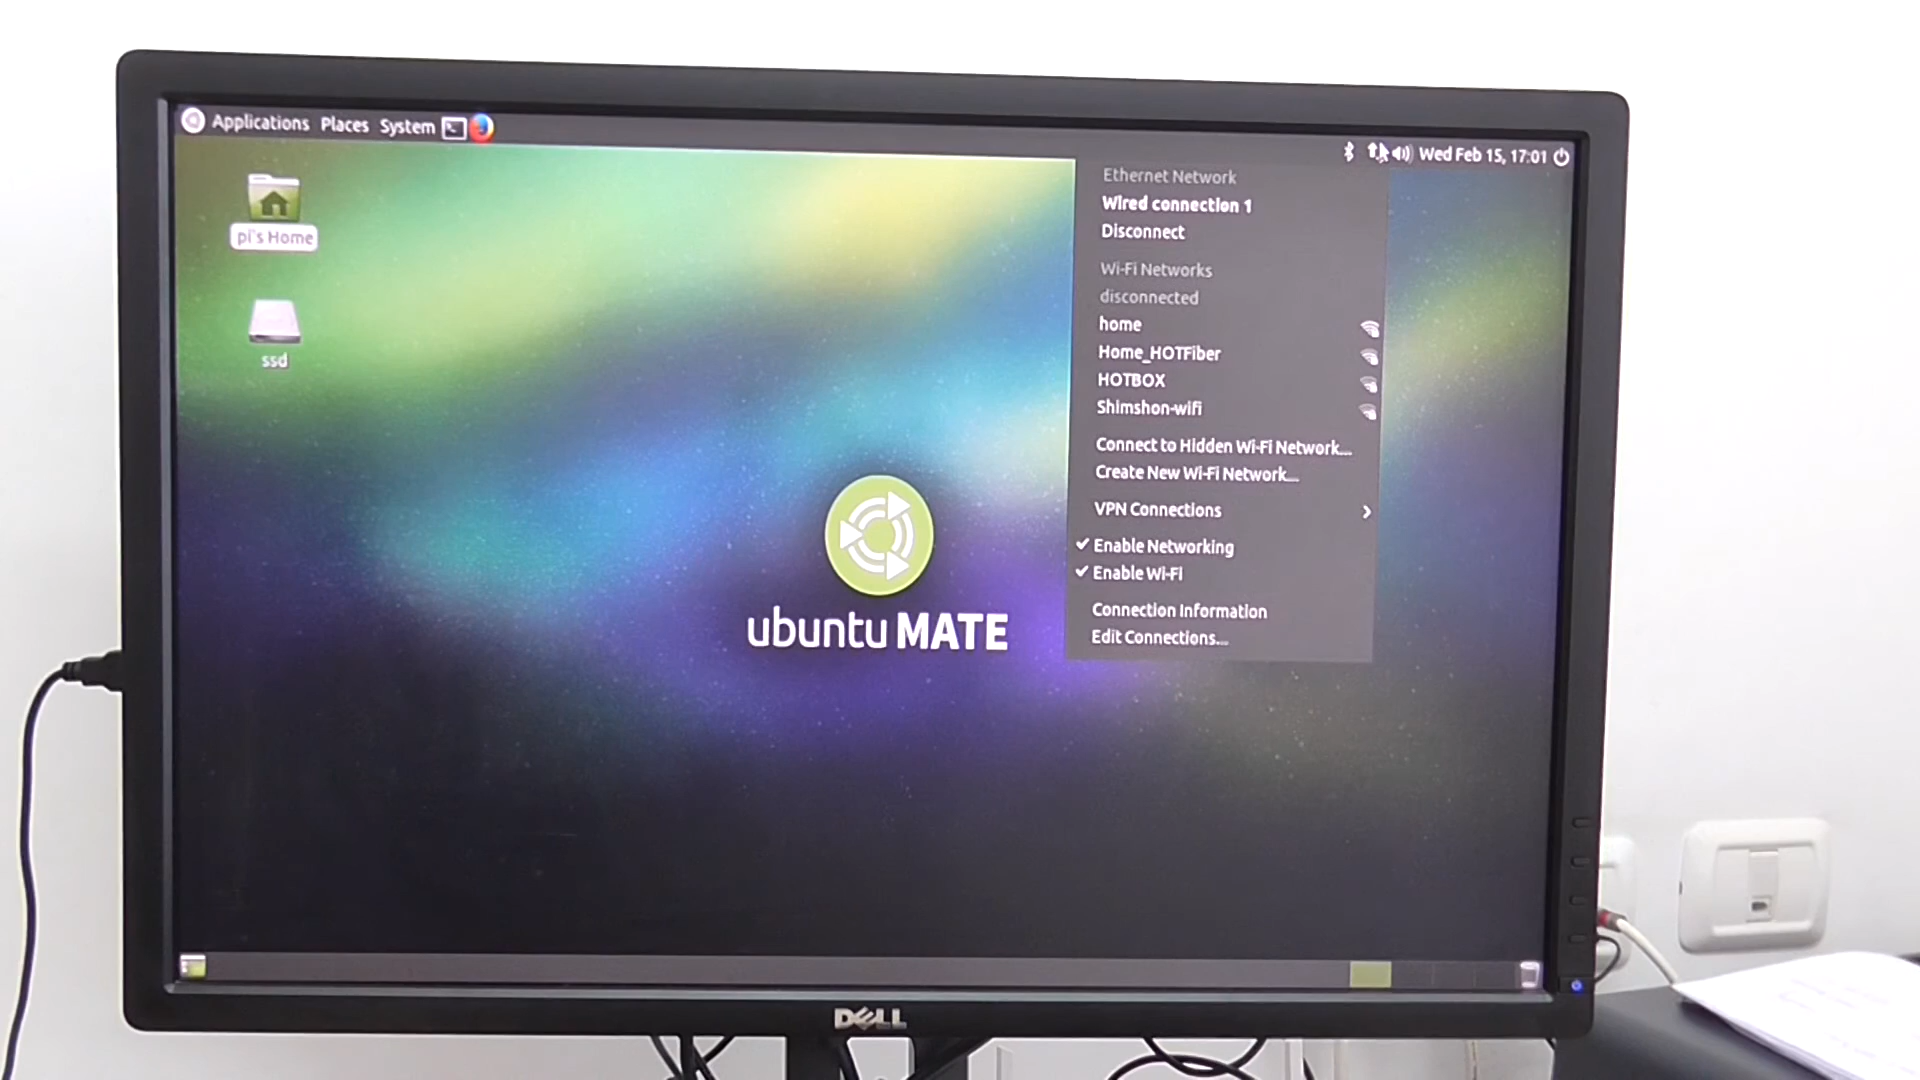 Applications Places System
Wed Feb 15, 17:01
pi's Home
ssd
Ethernet Network
Wired connection 1
Disconnect
Wi-Fi Networks
disconnected
home
Home_HOTFiber
HOTBOX
Shimshon-wifi
Connect to Hidden Wi-Fi Network...
Create New Wi-Fi Network...
VPN Connections
Enable Networking
Enable Wi-Fi
Connection Information
Edit Connections...
ubuntu MATE
DELL